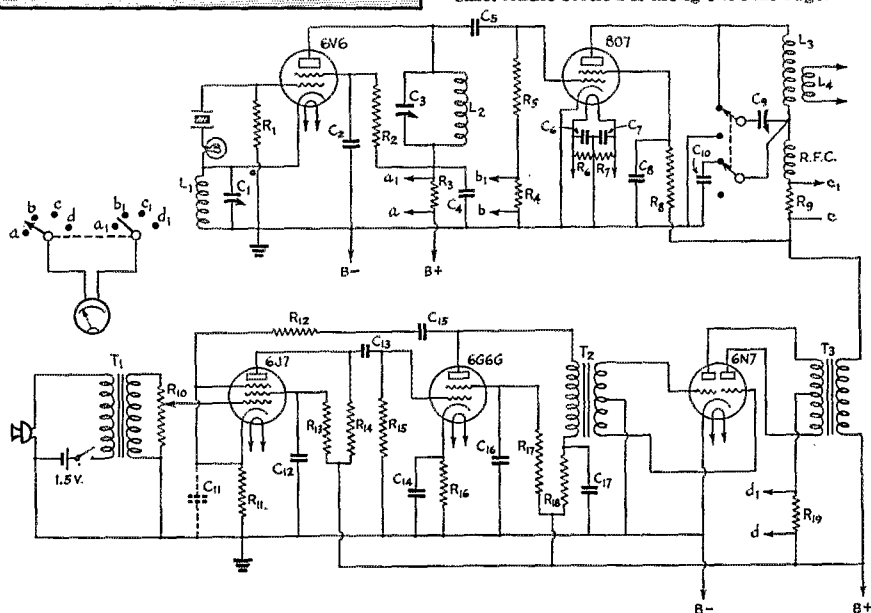 C5
6V6
807
L3
L4
C3
L2
R5
C9
C6
C7
C10
R1
C2
R2
R.F.C.
L1
C1
a1
R3
C4
b1
R4
R6
R7
C8
R8
c1
R9
a
b
c
b
c
b1
c1
a
d
a1
d1
B-
B+
R12
C15
C13
T1
6J7
6G6G
T2
6N7
T3
R10
R13
R14
R15
R17
1.5V.
C11
C12
C14
C16
R11
R16
R18
C17
d1
d
R19
B-
B+